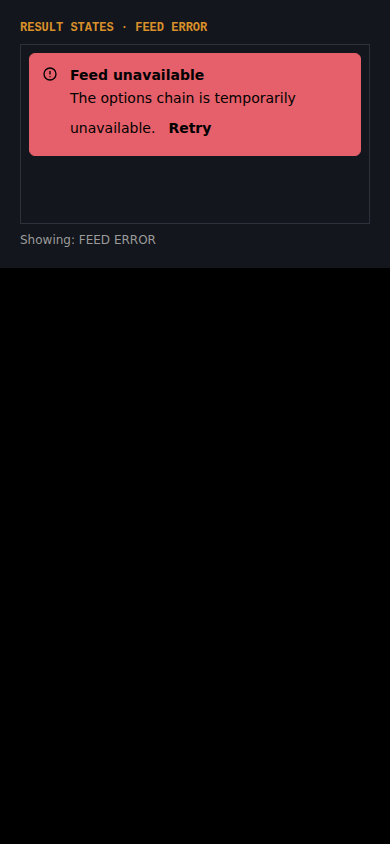 RESULT STATES · FEED ERROR
Feed unavailable
The options chain is temporarily
unavailable. Retry
Showing: FEED ERROR